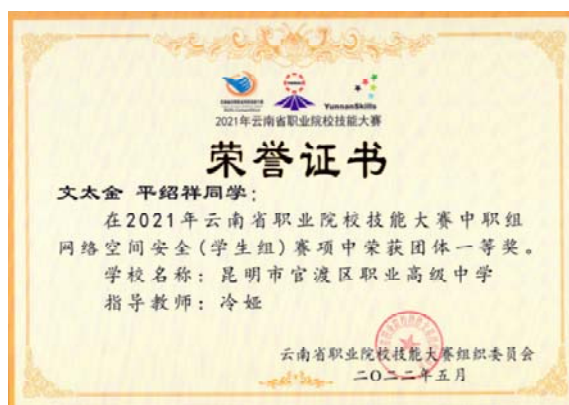 YunnanSkills
2021年云南省职业院校技能大赛
荣誉证书
文太金 平绍祥同学：
在2021年云南省职业院校技能大赛中职组
网络空间安全(学生组)赛项中荣获团体一等奖。
学校名称：昆明市官渡区职业高级中学
指导教师：冷娅
云南省职业院校技能大赛组织委员会
二〇二二年五月